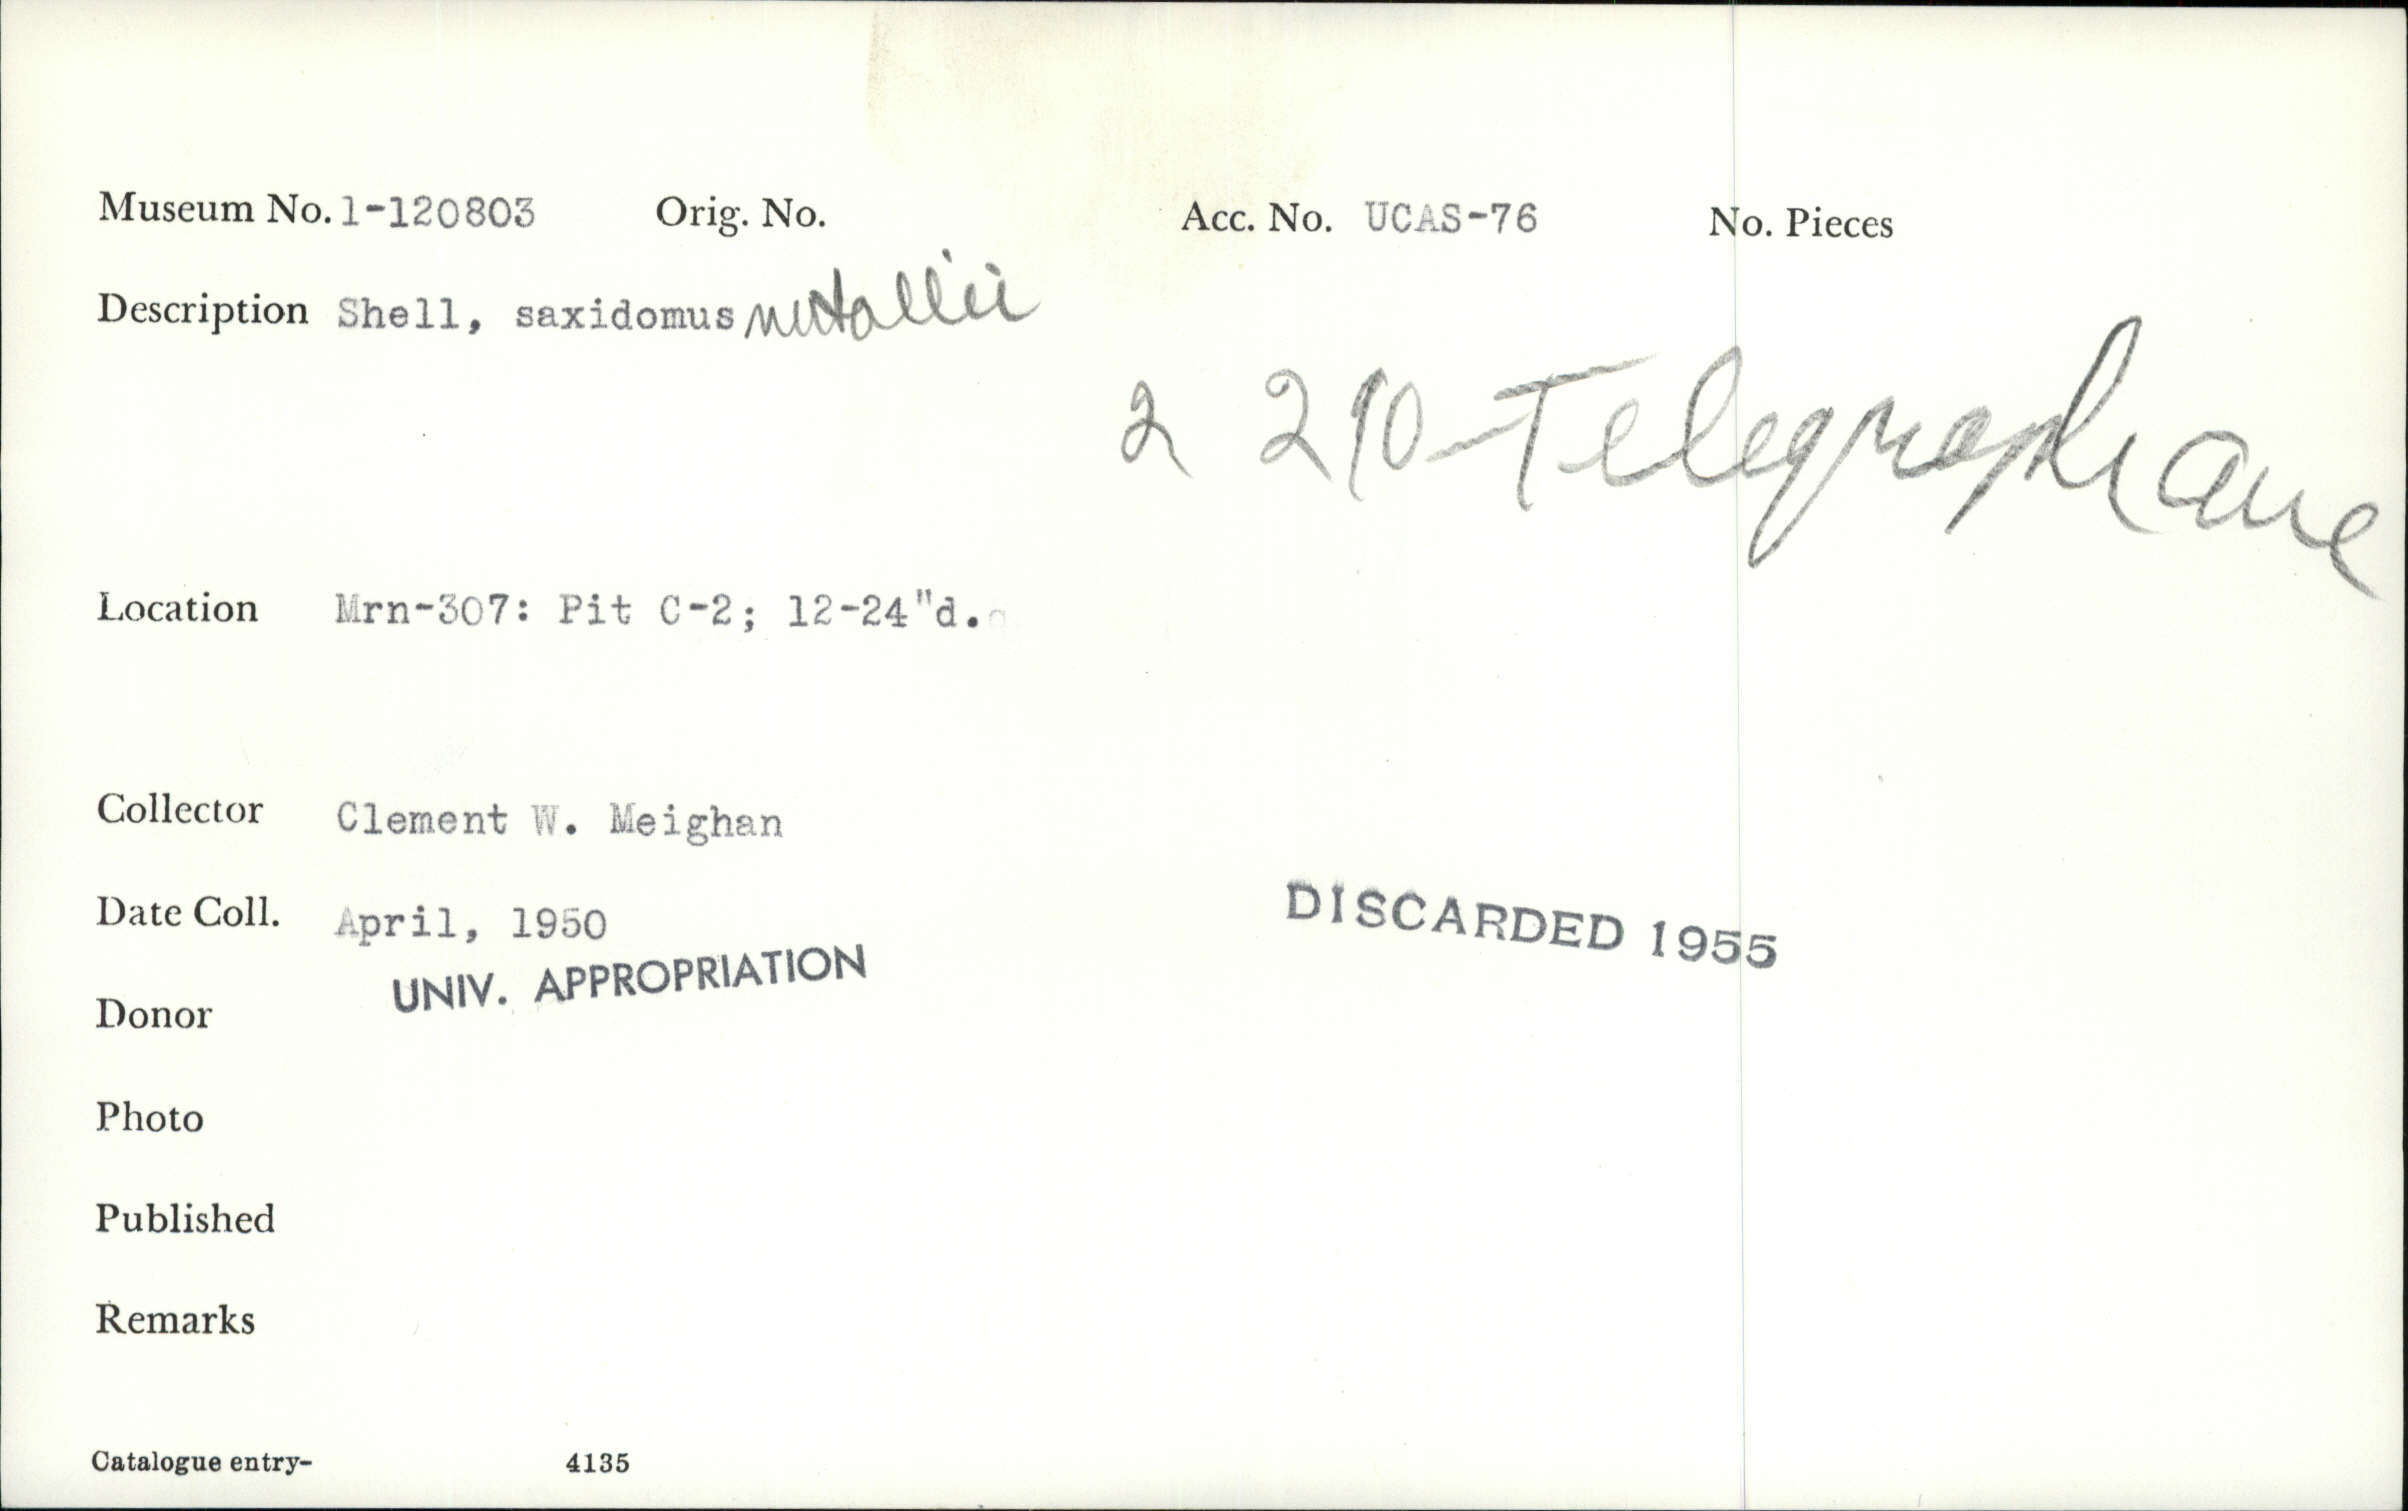 Museum No. 1-120803 Orig. No. Acc. No. UCAS-76 No. Pieces
Description Shell, saxidomus nuttallii
2 210 Telegraph ave
Location Mrn-307: Pit C-2; 12-24"d.
Collector Clement W. Meighan
Date Coll. April, 1950
DISCARDED 1955
UNIV. APPROPRIATION
Donor
Photo
Published
Remarks
Catalogue entry- 4135